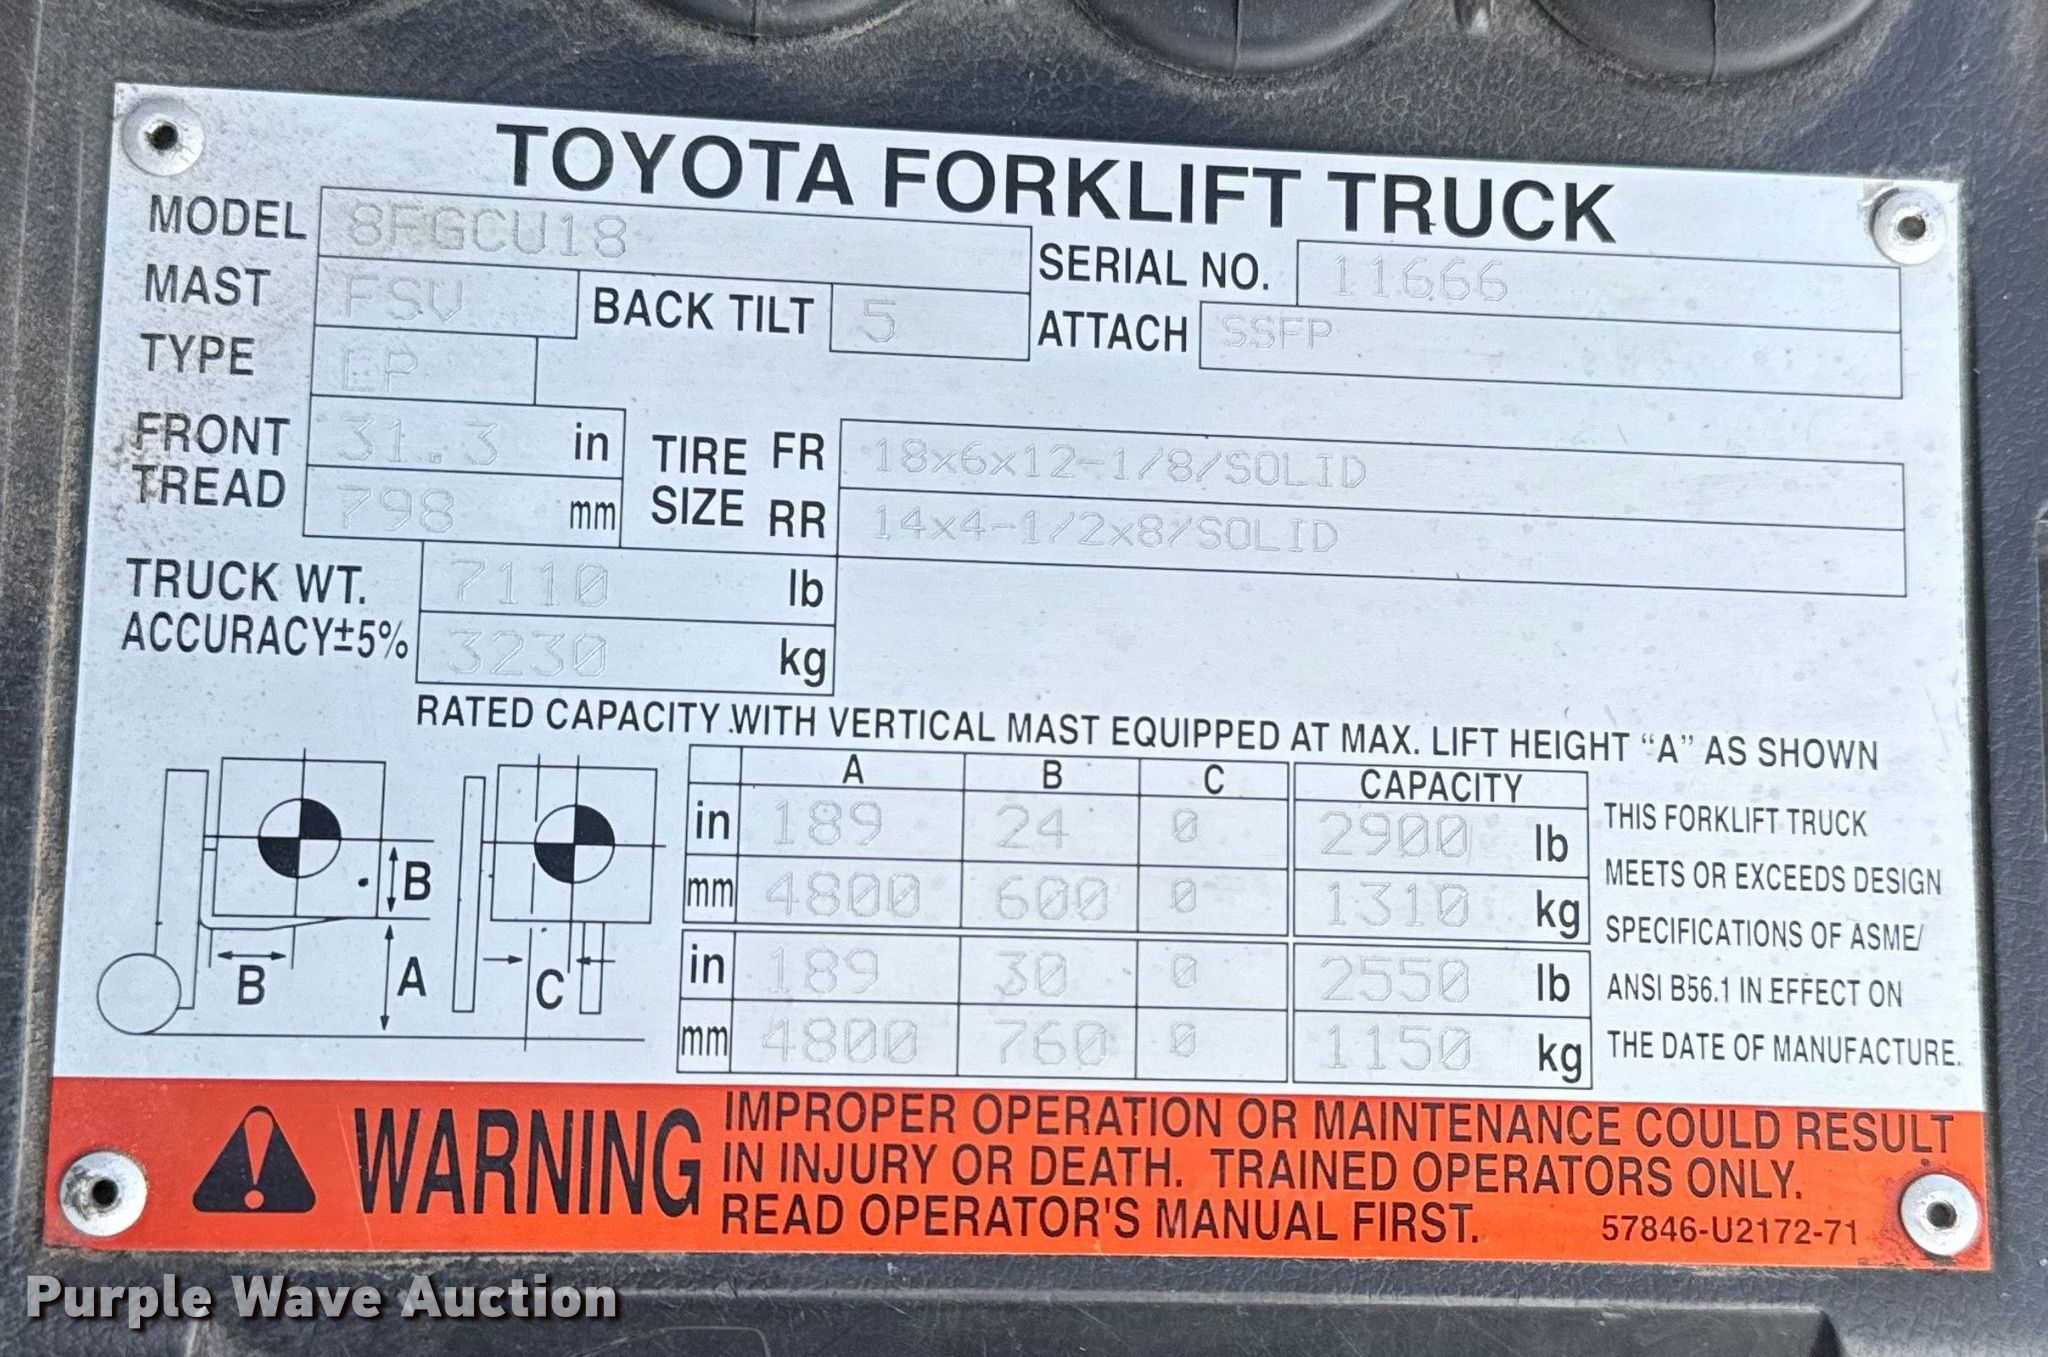 TOYOTA FORKLIFT TRUCK
MODEL 8FGCU18 SERIAL NO. 11666
MAST FSV BACK TILT 5 ATTACH SSFP
TYPE LP
FRONT TREAD 31.3 in TIRE SIZE FR 18x6x12-1/8/SOLID
798 mm RR 14x4-1/2x8/SOLID
TRUCK WT. 7110 lb
ACCURACY±5% 3230 kg
RATED CAPACITY WITH VERTICAL MAST EQUIPPED AT MAX. LIFT HEIGHT “A” AS SHOWN
A B C CAPACITY
in 189 24 0 2900 lb
mm 4800 600 0 1310 kg
in 189 30 0 2550 lb
mm 4800 760 0 1150 kg
B
B A C
THIS FORKLIFT TRUCK
MEETS OR EXCEEDS DESIGN
SPECIFICATIONS OF ASME/
ANSI B56.1 IN EFFECT ON
THE DATE OF MANUFACTURE.
WARNING
IMPROPER OPERATION OR MAINTENANCE COULD RESULT
IN INJURY OR DEATH. TRAINED OPERATORS ONLY.
READ OPERATOR'S MANUAL FIRST. 57846-U2172-71
Purple Wave Auction